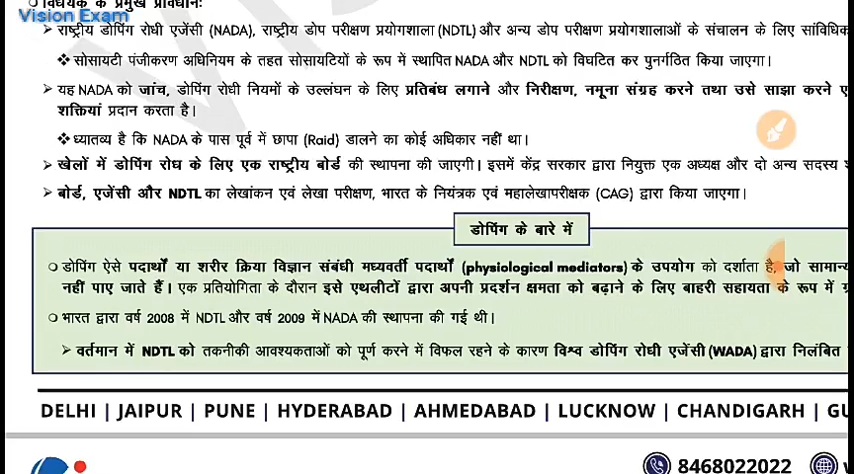 ○ विधेयक के प्रमुख प्रावधान:
Vision Exam
➤ राष्ट्रीय डोपिंग रोधी एजेंसी (NADA), राष्ट्रीय डोप परीक्षण प्रयोगशाला (NDTL) और अन्य डोप परीक्षण प्रयोगशालाओं के संचालन के लिए सांविधिक
❖ सोसायटी पंजीकरण अधिनियम के तहत सोसायटियों के रूप में स्थापित NADA और NDTL को विघटित कर पुनर्गठित किया जाएगा।
➤ यह NADA को जांच, डोपिंग रोधी नियमों के उल्लंघन के लिए प्रतिबंध लगाने और निरीक्षण, नमूना संग्रह करने तथा उसे साझा करने ए
शक्तियां प्रदान करता है।
❖ ध्यातव्य है कि NADA के पास पूर्व में छापा (Raid) डालने का कोई अधिकार नहीं था।
➤ खेलों में डोपिंग रोध के लिए एक राष्ट्रीय बोर्ड की स्थापना की जाएगी। इसमें केंद्र सरकार द्वारा नियुक्त एक अध्यक्ष और दो अन्य सदस्य
➤ बोर्ड, एजेंसी और NDTL का लेखांकन एवं लेखा परीक्षण, भारत के नियंत्रक एवं महालेखापरीक्षक (CAG) द्वारा किया जाएगा।
डोपिंग के बारे में
○ डोपिंग ऐसे पदार्थों या शरीर क्रिया विज्ञान संबंधी मध्यवर्ती पदार्थों (physiological mediators) के उपयोग को दर्शाता है, जो सामान्य
नहीं पाए जाते हैं। एक प्रतियोगिता के दौरान इसे एथलीटों द्वारा अपनी प्रदर्शन क्षमता को बढ़ाने के लिए बाहरी सहायता के रूप में
○ भारत द्वारा वर्ष 2008 में NDTL और वर्ष 2009 में NADA की स्थापना की गई थी।
➤ वर्तमान में NDTL को तकनीकी आवश्यकताओं को पूर्ण करने में विफल रहने के कारण विश्व डोपिंग रोधी एजेंसी (WADA) द्वारा निलंबित
DELHI | JAIPUR | PUNE | HYDERABAD | AHMEDABAD | LUCKNOW | CHANDIGARH | GU
8468022022